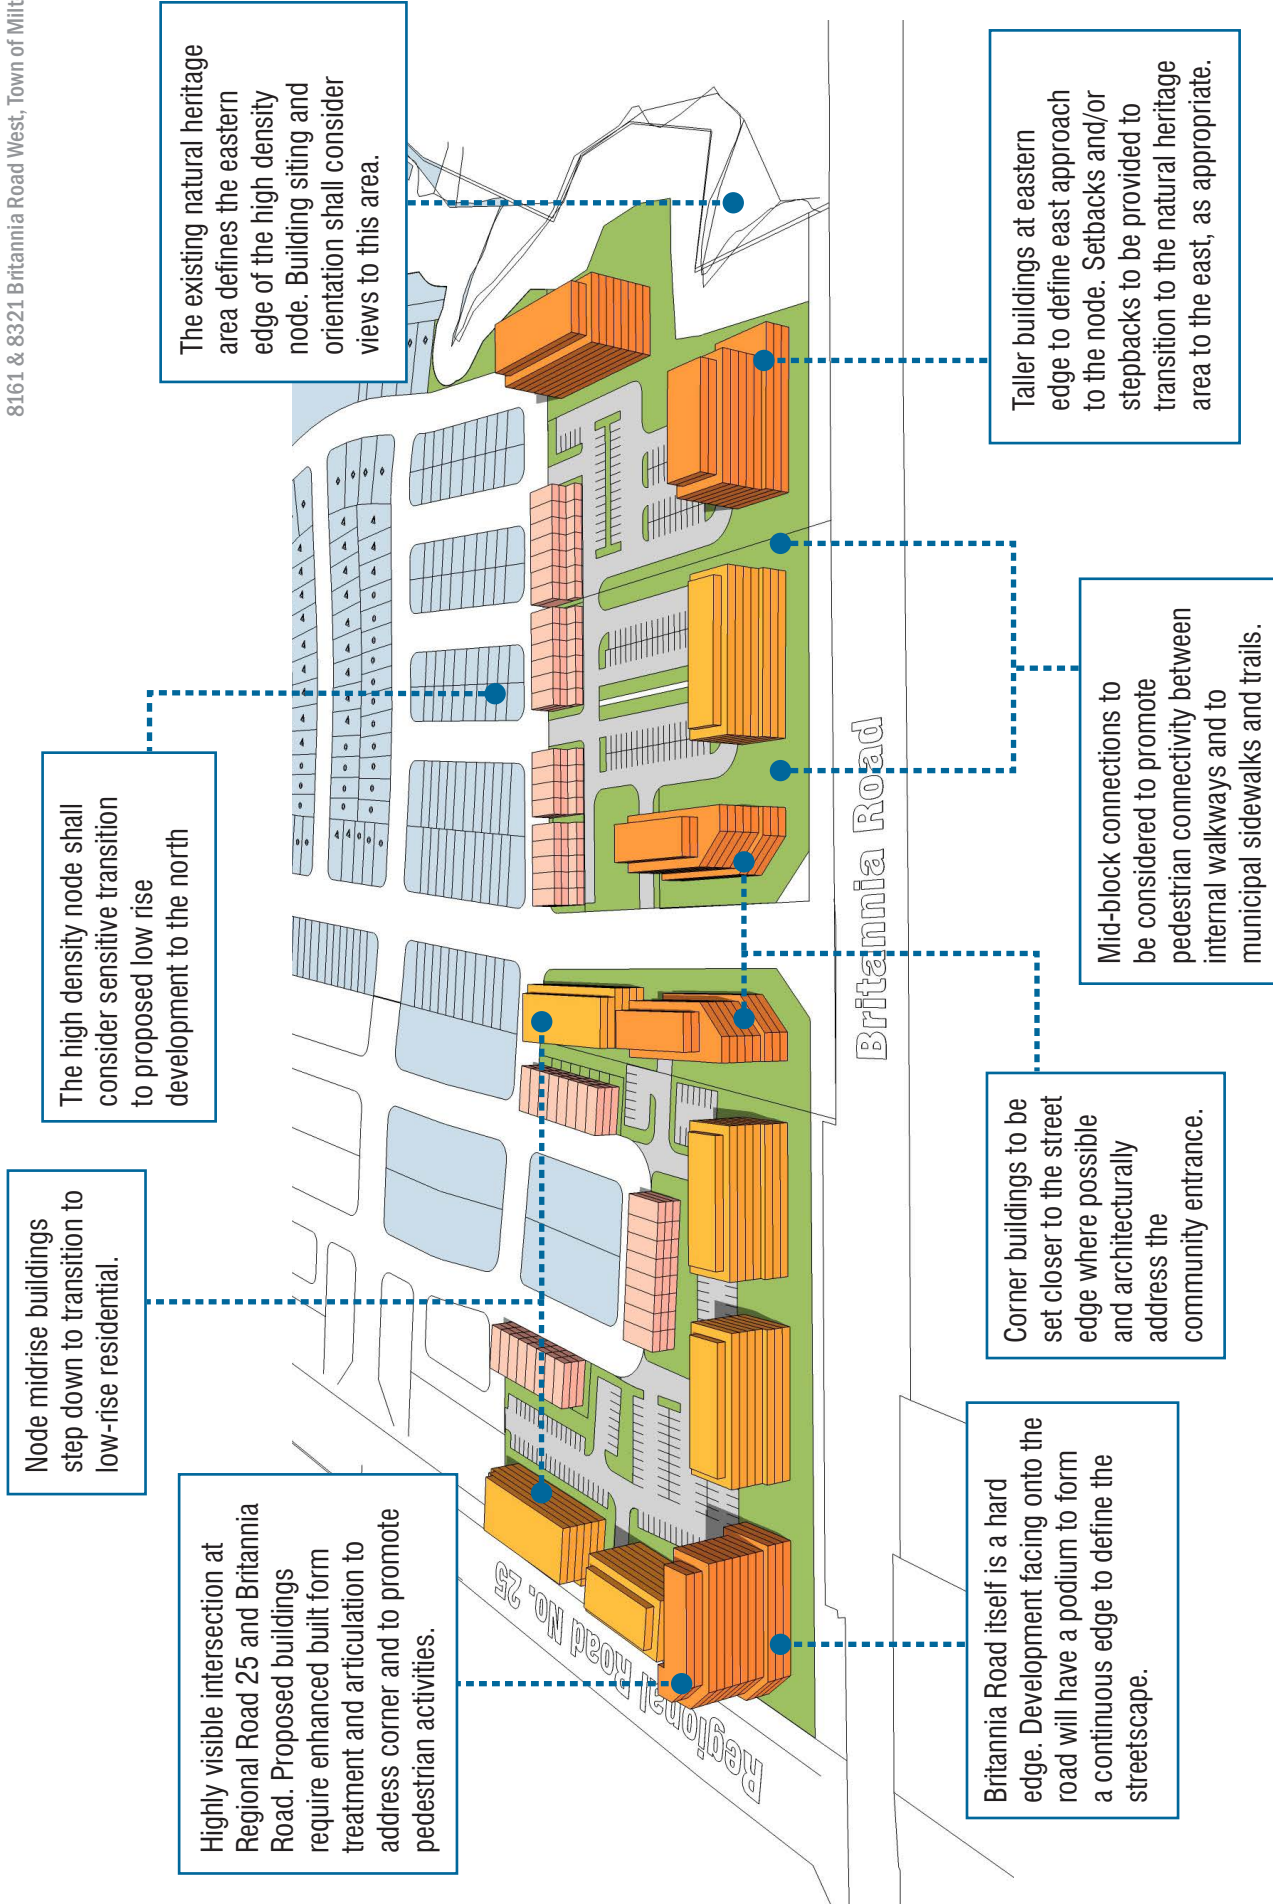 8161 & 8321 Britannia Road West, Town of Milt
Highly visible intersection at
Regional Road 25 and Britannia
Road. Proposed buildings
require enhanced built form
treatment and articulation to
address corner and to promote
pedestrian activities.
Node midrise buildings
step down to transition to
low-rise residential.
The high density node shall
consider sensitive transition
to proposed low rise
development to the north
The existing natural heritage
area defines the eastern
edge of the high density
node. Building siting and
orientation shall consider
views to this area.
Regional Road No. 25
Britannia Road
Britannia Road itself is a hard
edge. Development facing onto the
road will have a podium to form
a continuous edge to define the
streetscape.
Corner buildings to be
set closer to the street
edge where possible
and architecturally
address the
community entrance.
Mid-block connections to
be considered to promote
pedestrian connectivity between
internal walkways and to
municipal sidewalks and trails.
Taller buildings at eastern
edge to define east approach
to the node. Setbacks and/or
stepbacks to be provided to
transition to the natural heritage
area to the east, as appropriate.